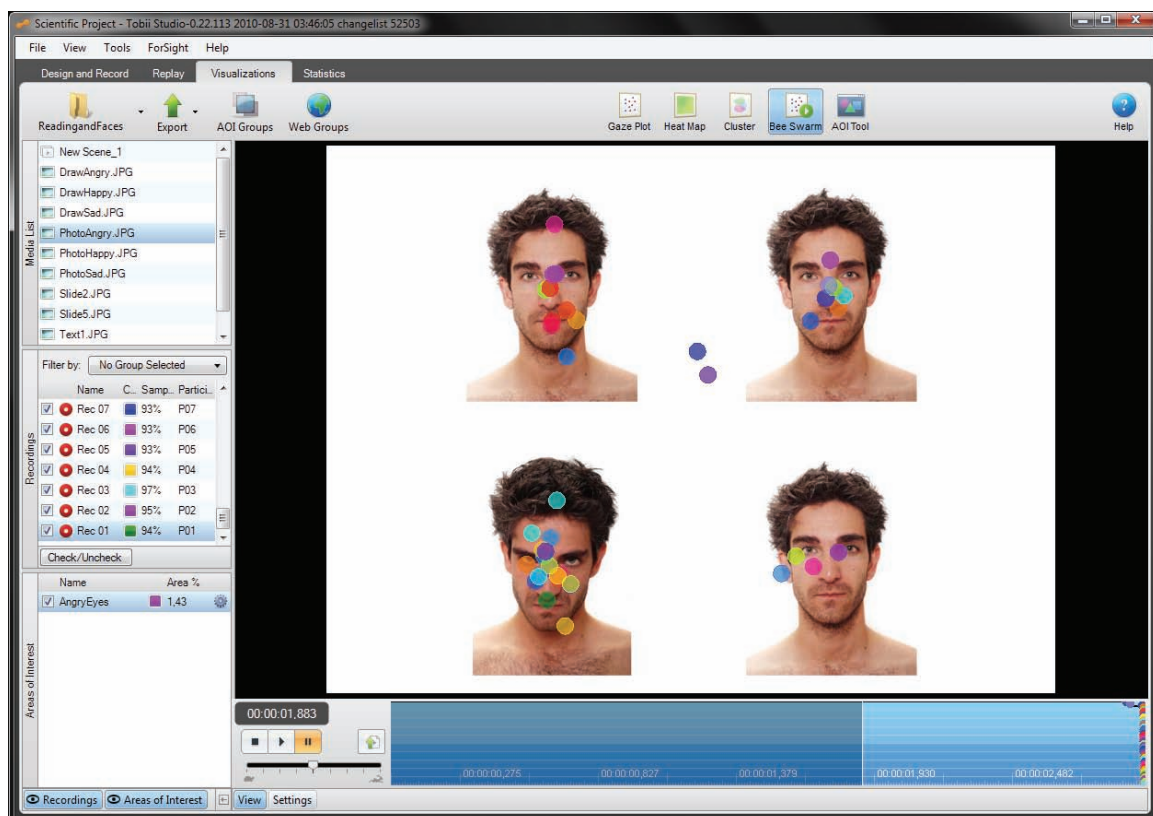 Scientific Project - Tobii Studio-0.22.113 2010-08-31 03:46:05 changelist 52503
File View Tools ForSight Help
Design and Record Replay Visualizations Statistics
ReadingandFaces Export AOI Groups Web Groups Gaze Plot Heat Map Cluster Bee Swarm AOI Tool Help
Media List
New Scene_1
DrawAngry.JPG
DrawHappy.JPG
DrawSad.JPG
PhotoAngry.JPG
PhotoHappy.JPG
PhotoSad.JPG
Slide2.JPG
Slide5.JPG
Text1.JPG
Recordings
Filter by: No Group Selected
Name C... Samp... Partici...
Rec 07 93% P07
Rec 06 93% P06
Rec 05 93% P05
Rec 04 94% P04
Rec 03 97% P03
Rec 02 95% P02
Rec 01 94% P01
Check/Uncheck
Areas of Interest
Name Area %
AngryEyes 1,43
00:00:01,883
00:00:00,275 00:00:00,827 00:00:01,379 00:00:01,930 00:00:02,482
Recordings Areas of Interest View Settings